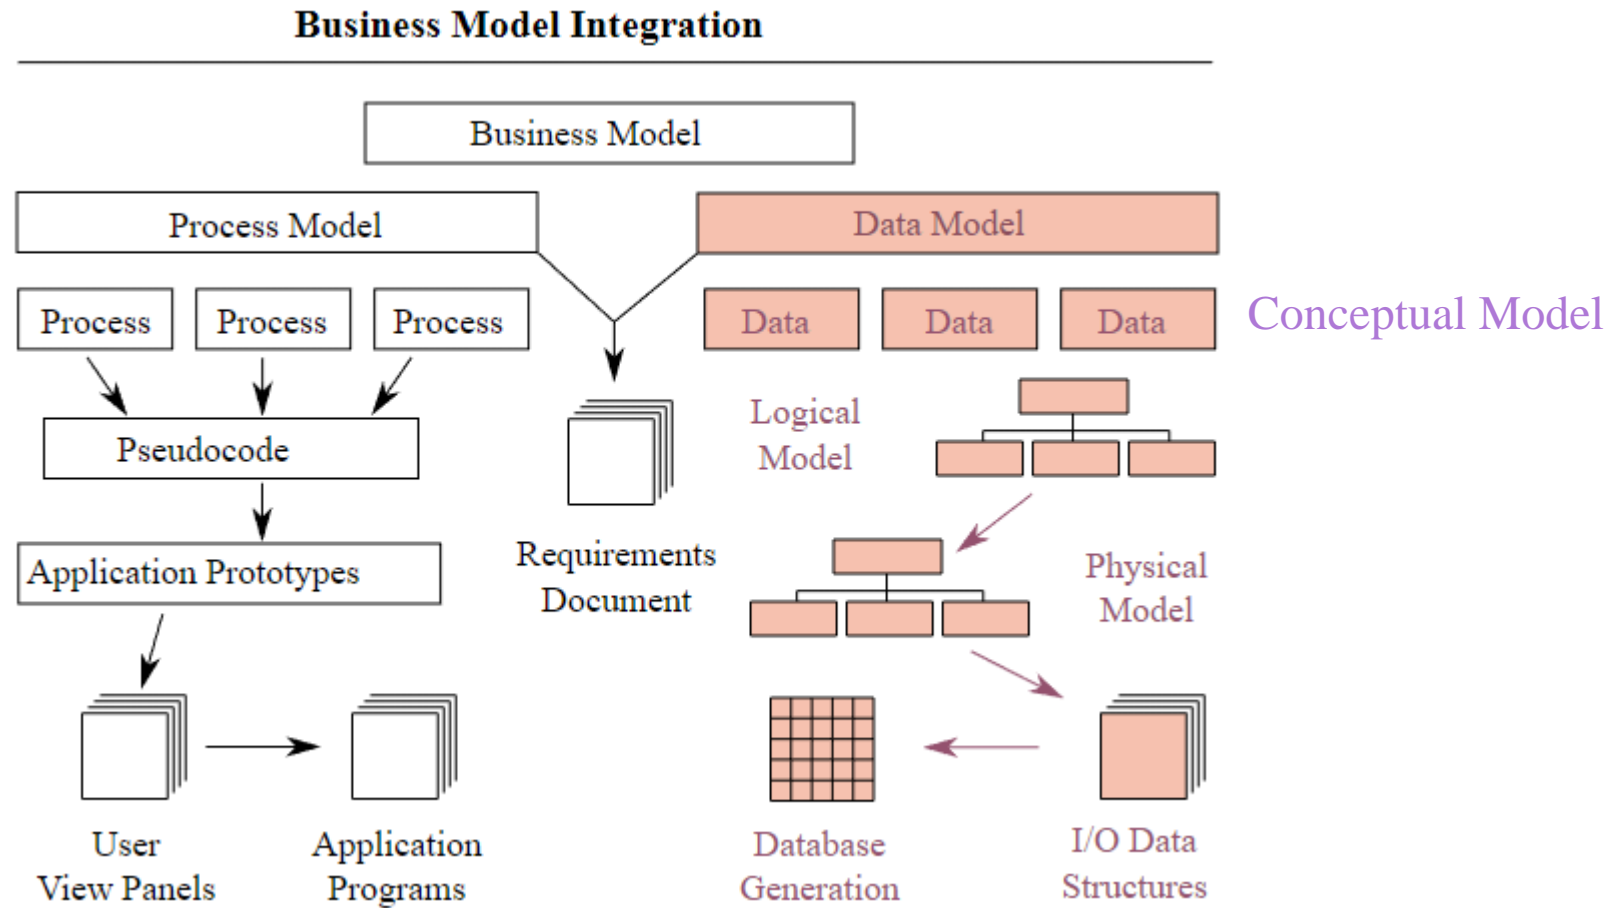 Business Model Integration
Business Model
Process Model
Data Model
Process
Process
Process
Data
Data
Data
Conceptual Model
Pseudocode
Logical
Model
Application Prototypes
Requirements
Document
Physical
Model
User
View Panels
Application
Programs
Database
Generation
I/O Data
Structures